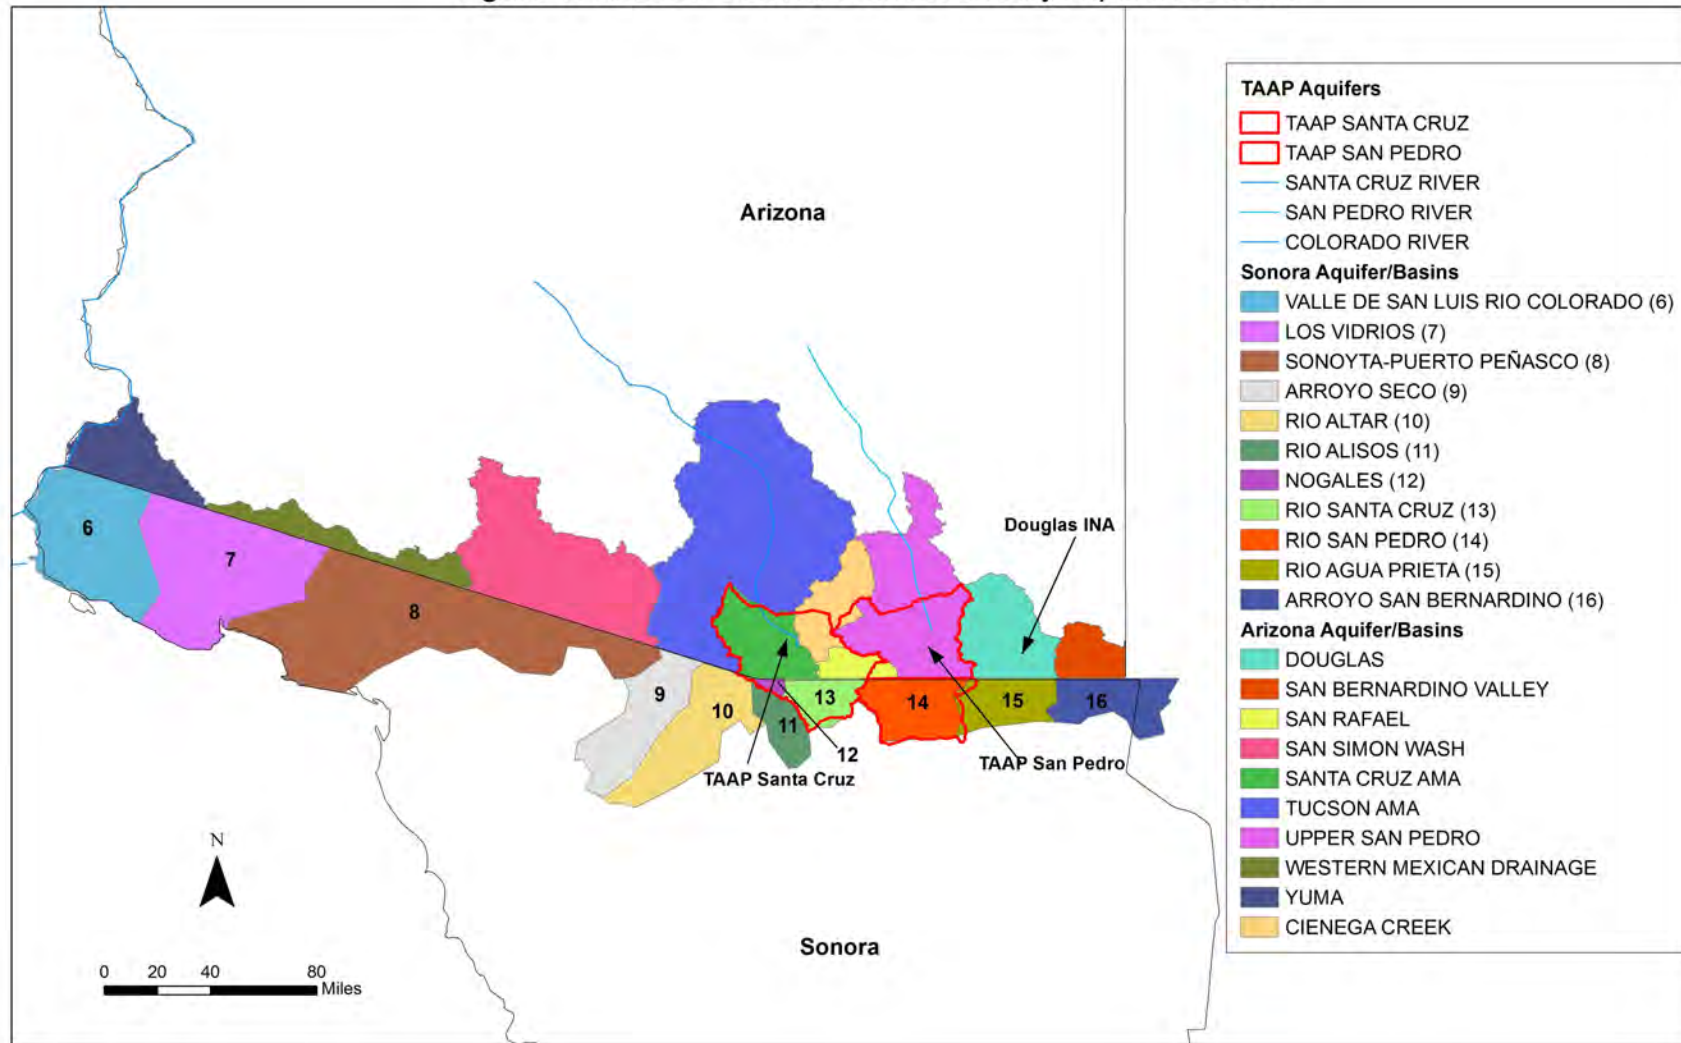 Arizona
Douglas INA
6
7
8
9
10
11
12
13
14
15
16
TAAP Santa Cruz
TAAP San Pedro
N
Sonora
0 20 40 80
Miles
TAAP Aquifers
TAAP SANTA CRUZ
TAAP SAN PEDRO
SANTA CRUZ RIVER
SAN PEDRO RIVER
COLORADO RIVER
Sonora Aquifer/Basins
VALLE DE SAN LUIS RIO COLORADO (6)
LOS VIDRIOS (7)
SONOYTA-PUERTO PEÑASCO (8)
ARROYO SECO (9)
RIO ALTAR (10)
RIO ALISOS (11)
NOGALES (12)
RIO SANTA CRUZ (13)
RIO SAN PEDRO (14)
RIO AGUA PRIETA (15)
ARROYO SAN BERNARDINO (16)
Arizona Aquifer/Basins
DOUGLAS
SAN BERNARDINO VALLEY
SAN RAFAEL
SAN SIMON WASH
SANTA CRUZ AMA
TUCSON AMA
UPPER SAN PEDRO
WESTERN MEXICAN DRAINAGE
YUMA
CIENEGA CREEK